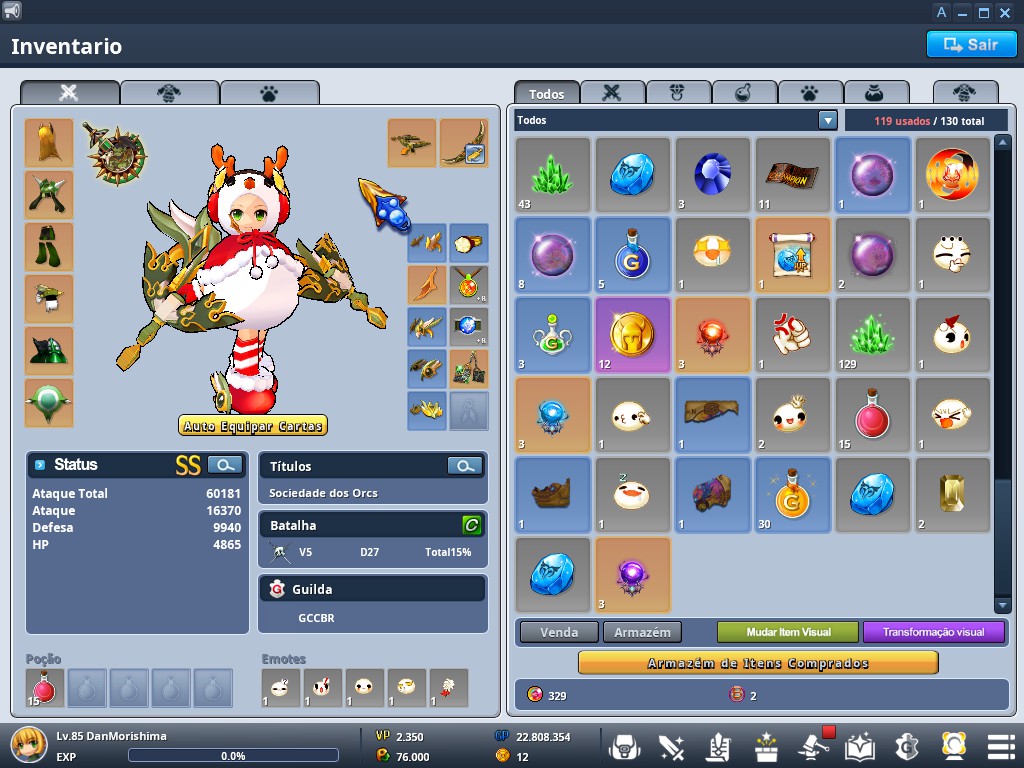 A
Inventario
Sair
Todos
Todos
119 usados / 130 total
43
3
11
1
1
8
5
1
1
2
1
3
12
3
1
129
1
3
1
1
2
15
1
1
1
1
30
2
3
+R
+R
Auto Equipar Cartas
Status
SS
Ataque Total 60181
Ataque 16370
Defesa 9940
HP 4865
Títulos
Sociedade dos Orcs
Batalha
V5 D27 Total15%
Guilda
GCCBR
Poção
15
Emotes
1 1 1 1 1
Venda
Armazém
Mudar Item Visual
Transformação visual
Armazém de Itens Comprados
329
2
Lv.85 DanMorishima
EXP 0.0%
VP 2.350
GP 22.808.354
76.000
12